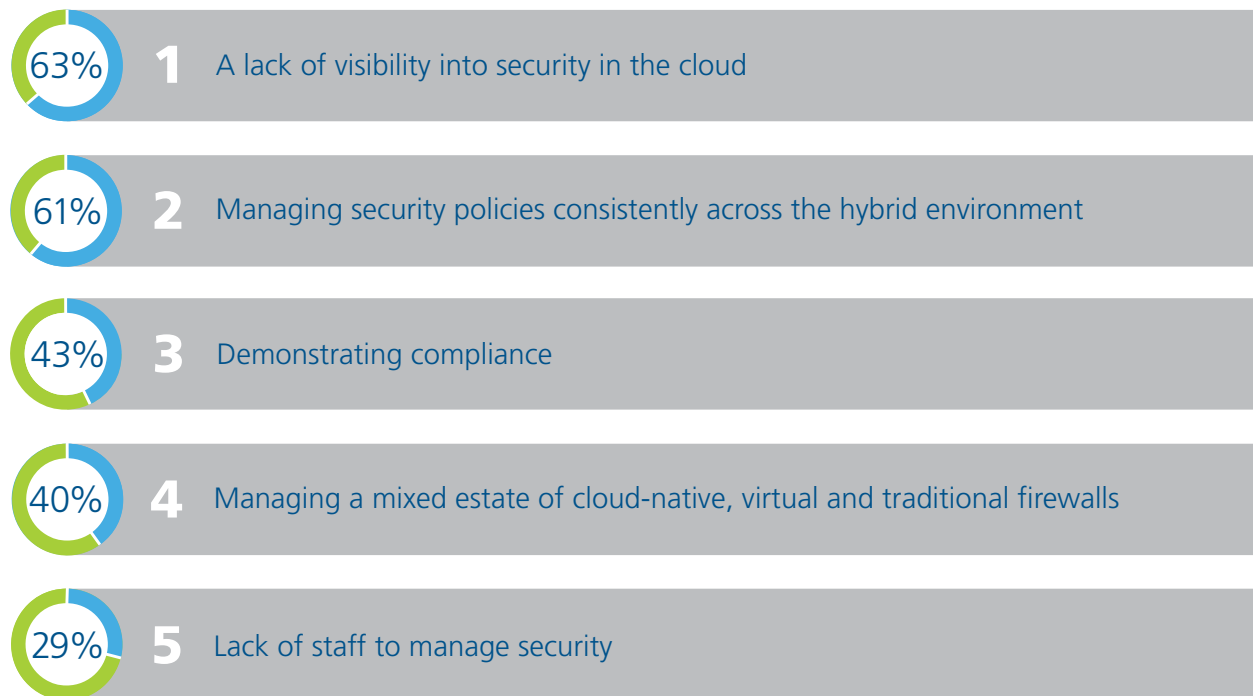 63% 1 A lack of visibility into security in the cloud
61% 2 Managing security policies consistently across the hybrid environment
43% 3 Demonstrating compliance
40% 4 Managing a mixed estate of cloud-native, virtual and traditional firewalls
29% 5 Lack of staff to manage security